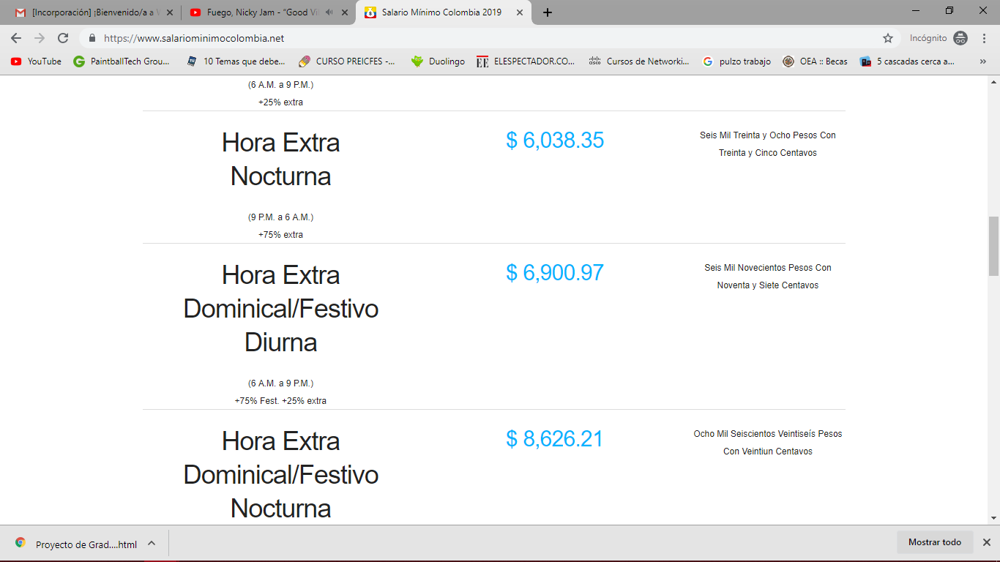 [Incorporación] ¡Bienvenido/a a V
Fuego, Nicky Jam - “Good Vi
Salario Mínimo Colombia 2019
https://www.salariominimocolombia.net
Incógnito
YouTube
PaintballTech Grou...
10 Temas que debe...
CURSO PREICFES -...
Duolingo
ELESPECTADOR.CO...
Cursos de Networki...
pulzo trabajo
OEA :: Becas
5 cascadas cerca a...
»
(6 A.M. a 9 P.M.)
+25% extra
Hora Extra
Nocturna
(9 P.M. a 6 A.M.)
+75% extra
$ 6,038.35
Seis Mil Treinta y Ocho Pesos Con
Treinta y Cinco Centavos
Hora Extra
Dominical/Festivo
Diurna
(6 A.M. a 9 P.M.)
+75% Fest. +25% extra
$ 6,900.97
Seis Mil Novecientos Pesos Con
Noventa y Siete Centavos
Hora Extra
Dominical/Festivo
Nocturna
$ 8,626.21
Ocho Mil Seiscientos Veintiseís Pesos
Con Veintiun Centavos
Proyecto de Grad....html
Mostrar todo